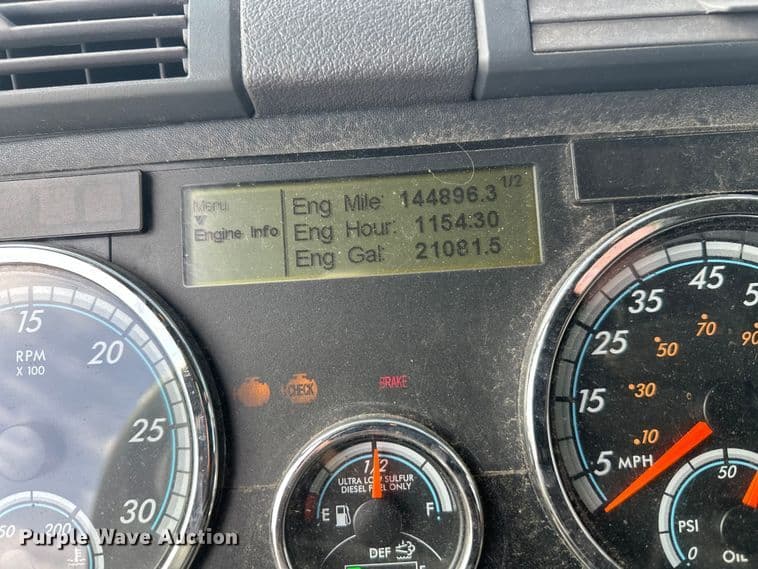 Menu
Engine Info
Eng Mile: 144896.3
1/2
Eng Hour: 1154.30
Eng Gal: 21081.5
15
RPM
X 100
20
25
30
200
CHECK
BRAKE
1/2
ULTRA LOW SULFUR
DIESEL FUEL ONLY
E
F
DEF
45
35
25
15
5
MPH
70
50
30
10
90
50
PSI
0
OIL
Purple Wave Auction